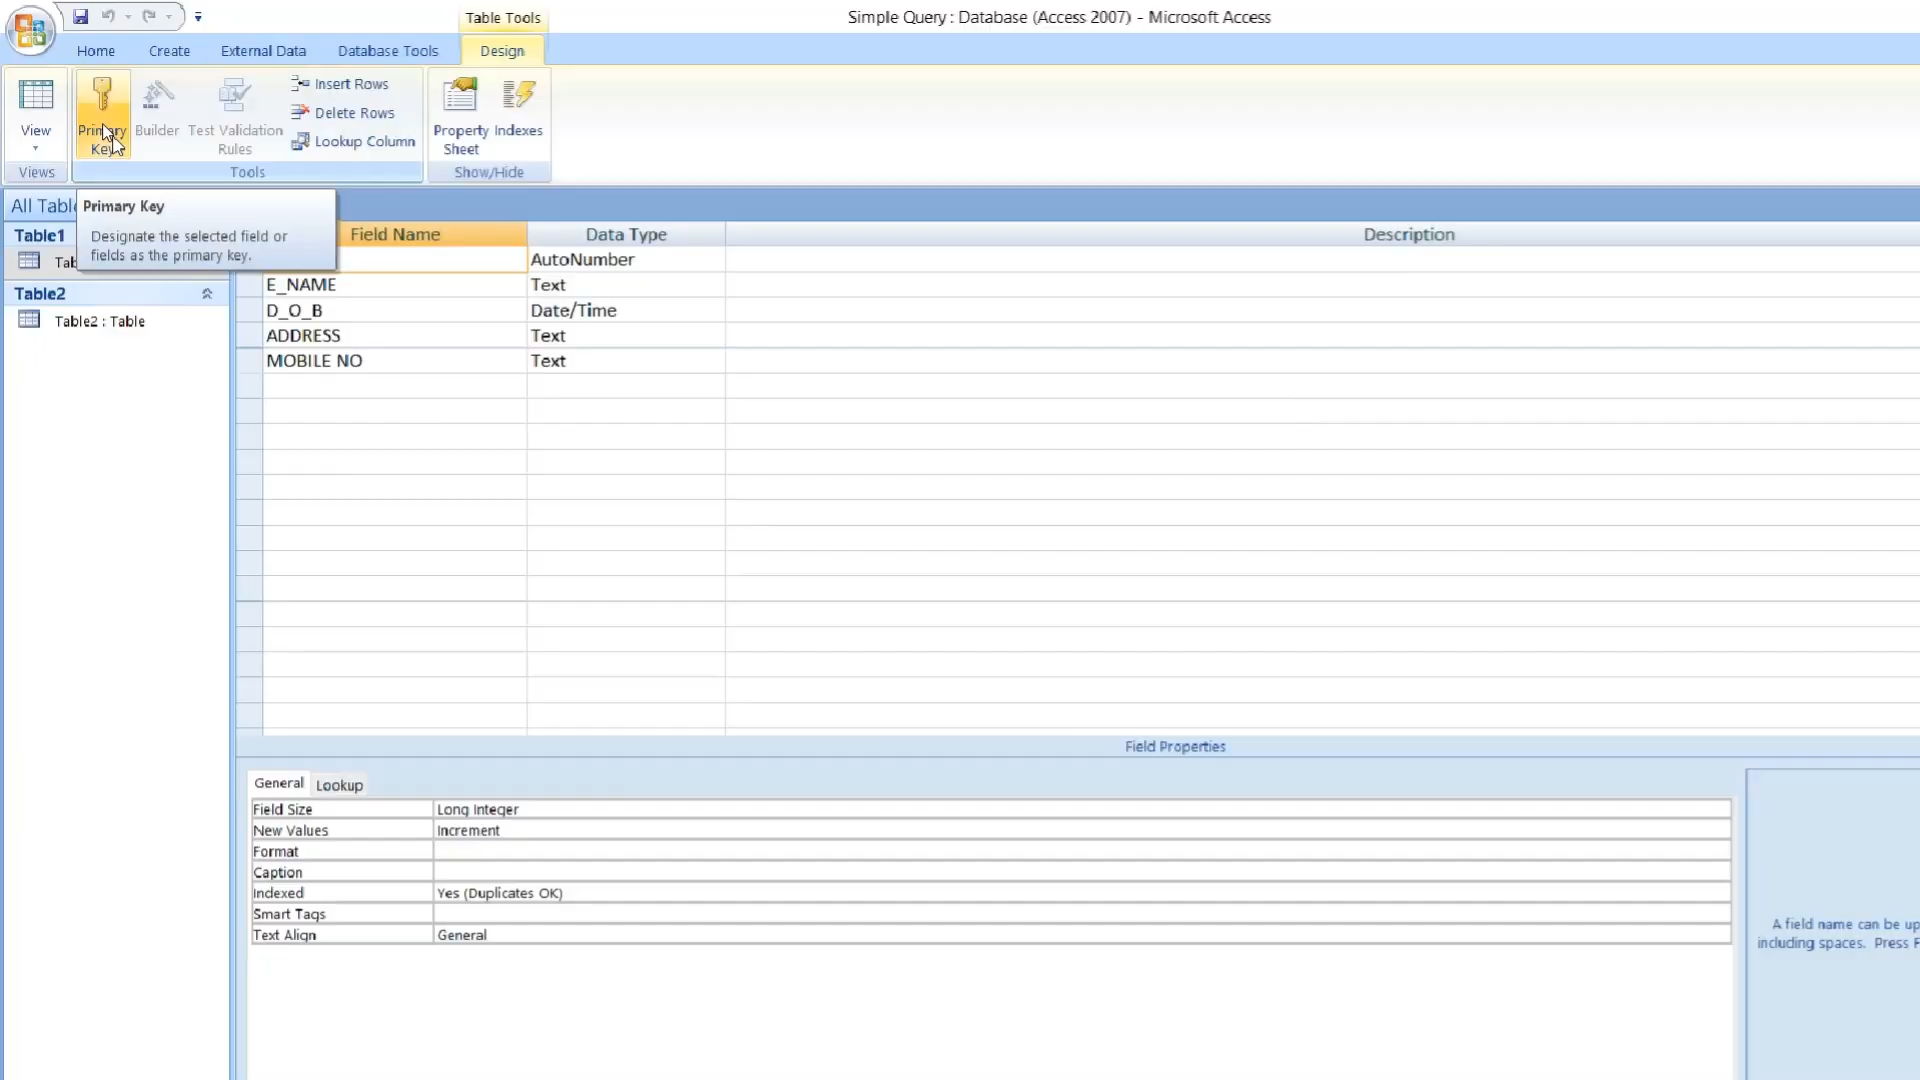 Table Tools
Simple Query : Database (Access 2007) - Microsoft Access
Home
Create
External Data
Database Tools
Design
View
Primary
Key
Builder
Test Validation
Rules
Insert Rows
Delete Rows
Lookup Column
Property
Sheet
Indexes
Views
Tools
Show/Hide
All Table
Primary Key
Designate the selected field or
fields as the primary key.
Table1
Tab
Table2
Table2 : Table
Field Name
Data Type
Description
AutoNumber
E_NAME
Text
D_O_B
Date/Time
ADDRESS
Text
MOBILE NO
Text
Field Properties
General
Lookup
Field Size
Long Integer
New Values
Increment
Format
Caption
Indexed
Yes (Duplicates OK)
Smart Tags
Text Align
General
A field name can be up
including spaces. Press F